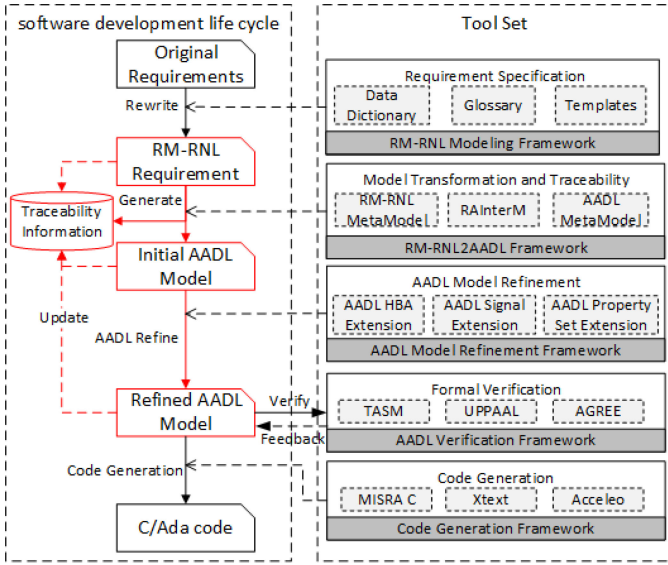 software development life cycle
Tool Set
Original
Requirements
Rewrite
RM-RNL
Requirement
Generate
Traceability
Information
Initial AADL
Model
Update
AADL Refine
Refined AADL
Model
Verify
Feedback
Code Generation
C/Ada code
Requirement Specification
Data
Dictionary
Glossary
Templates
RM-RNL Modeling Framework
Model Transformation and Traceability
RM-RNL
MetaModel
RAInterM
AADL
MetaModel
RM-RNL2AADL Framework
AADL Model Refinement
AADL HBA
Extension
AADL Signal
Extension
AADL Property
Set Extension
AADL Model Refinement Framework
Formal Verification
TASM
UPPAAL
AGREE
AADL Verification Framework
Code Generation
MISRA C
Xtext
Acceleo
Code Generation Framework